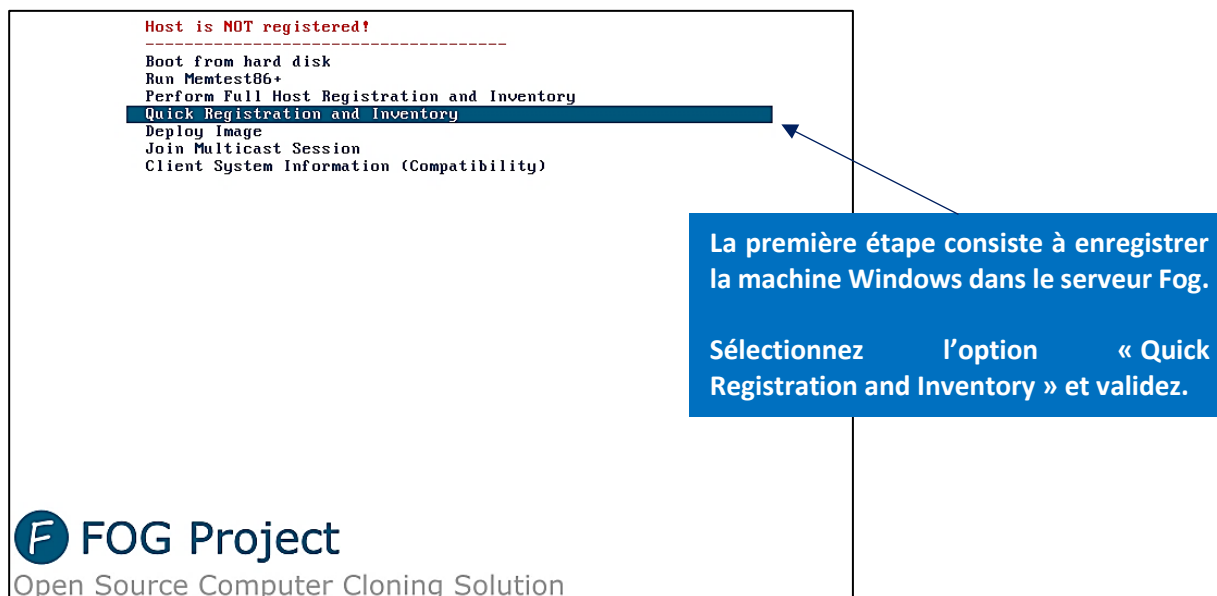 Host is NOT registered!
-------------------------------------
Boot from hard disk
Run Memtest86+
Perform Full Host Registration and Inventory
Quick Registration and Inventory
Deploy Image
Join Multicast Session
Client System Information (Compatibility)
La première étape consiste à enregistrer
la machine Windows dans le serveur Fog.
Sélectionnez l’option « Quick
Registration and Inventory » et validez.
F FOG Project
Open Source Computer Cloning Solution